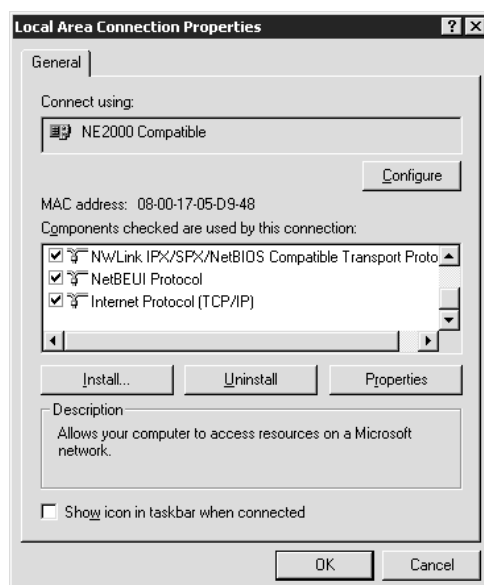 Local Area Connection Properties
General
Connect using:
NE2000 Compatible
Configure
MAC address: 08-00-17-05-D9-48
Components checked are used by this connection:
NWLink IPX/SPX/NetBIOS Compatible Transport Proto
NetBEUI Protocol
Internet Protocol (TCP/IP)
Install... Uninstall Properties
Description
Allows your computer to access resources on a Microsoft
network.
Show icon in taskbar when connected
OK Cancel